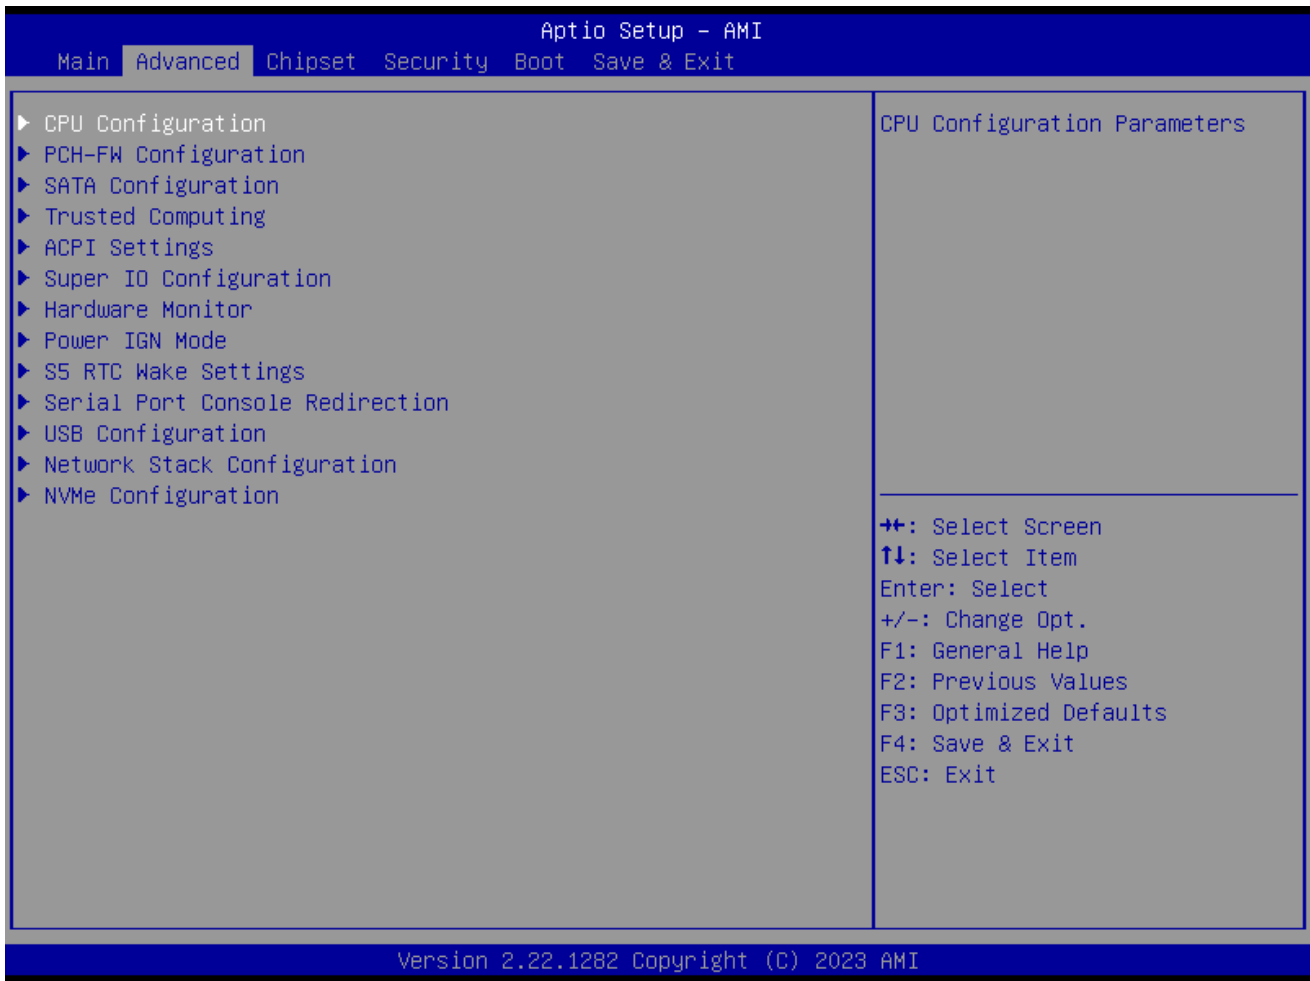 Aptio Setup – AMI
Main Advanced Chipset Security Boot Save & Exit
▶ CPU Configuration
▶ PCH-FW Configuration
▶ SATA Configuration
▶ Trusted Computing
▶ ACPI Settings
▶ Super IO Configuration
▶ Hardware Monitor
▶ Power IGN Mode
▶ S5 RTC Wake Settings
▶ Serial Port Console Redirection
▶ USB Configuration
▶ Network Stack Configuration
▶ NVMe Configuration
CPU Configuration Parameters
→←: Select Screen
↑↓: Select Item
Enter: Select
+/-: Change Opt.
F1: General Help
F2: Previous Values
F3: Optimized Defaults
F4: Save & Exit
ESC: Exit
Version 2.22.1282 Copyright (C) 2023 AMI